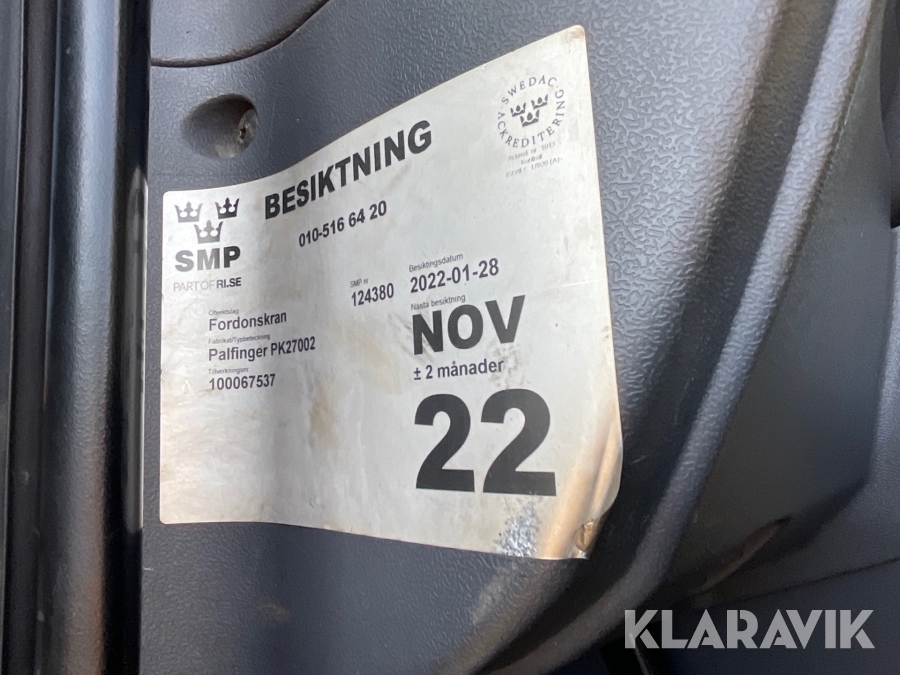 SWEDAC
ACKREDITERING
BESIKTNING
010-516 64 20
SMP
PART OF RI.SE
Objektslag
Fordonskran
Fabrikat/Typbeteckning
Palfinger PK27002
Tillverkningsnr
100067537
SMP nr
124380
Besiktningsdatum
2022-01-28
Nästa besiktning
NOV
± 2 månader
22
KLARAVIK